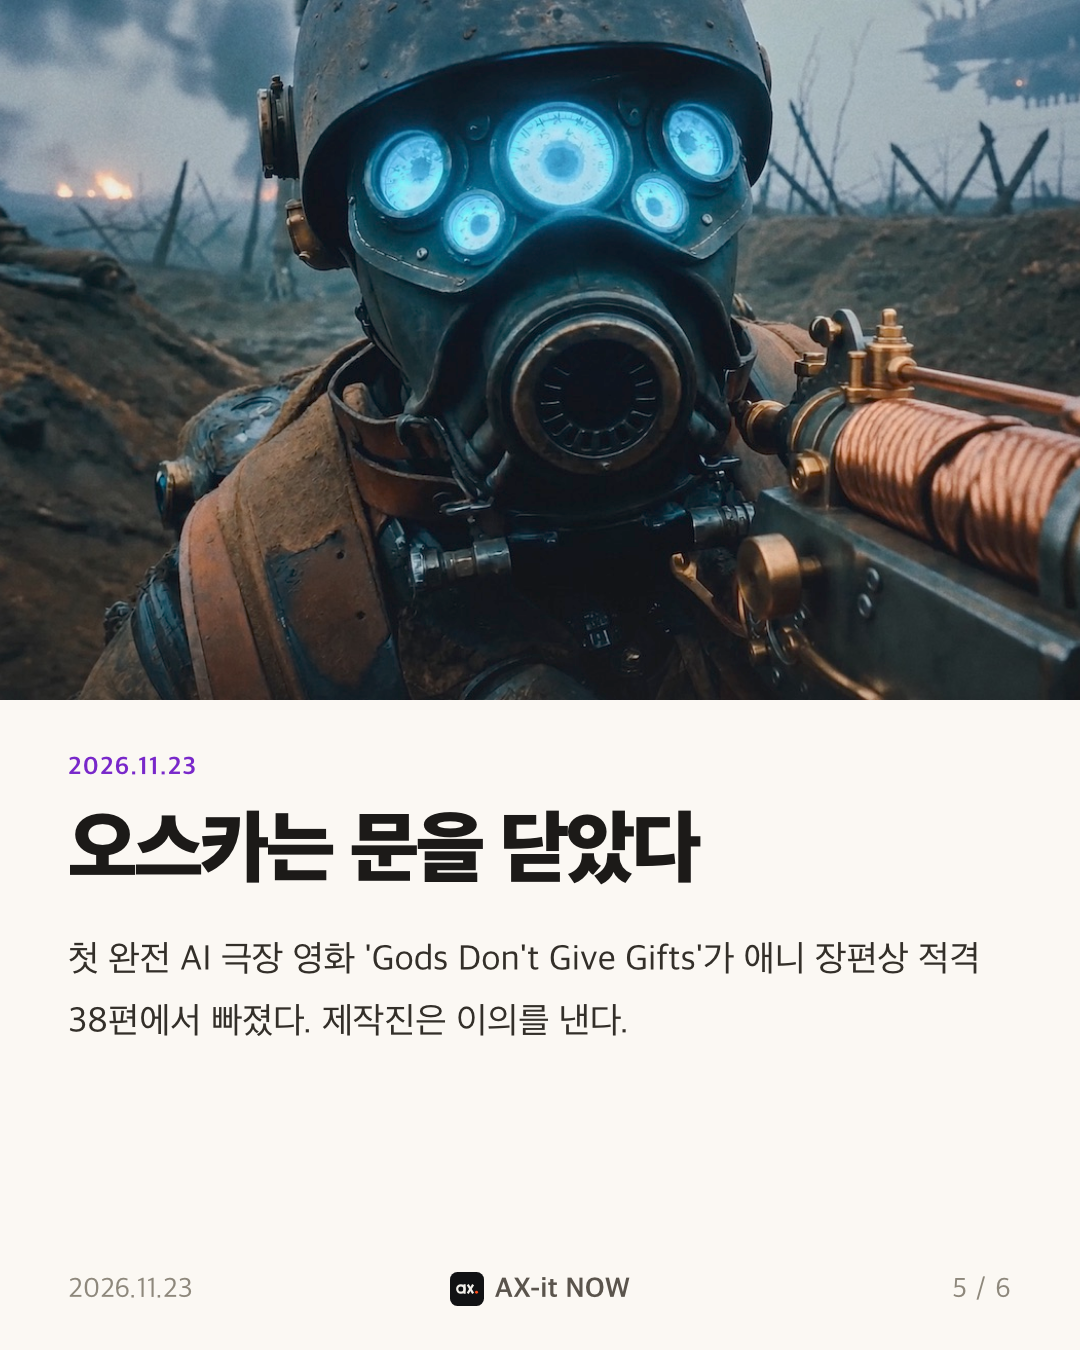 2026.11.23
오스카는 문을 닫았다
첫 완전 AI 극장 영화 'Gods Don't Give Gifts'가 애니 장편상 적격
38편에서 빠졌다. 제작진은 이의를 낸다.
2026.11.23
ax.
AX-it NOW
5 / 6